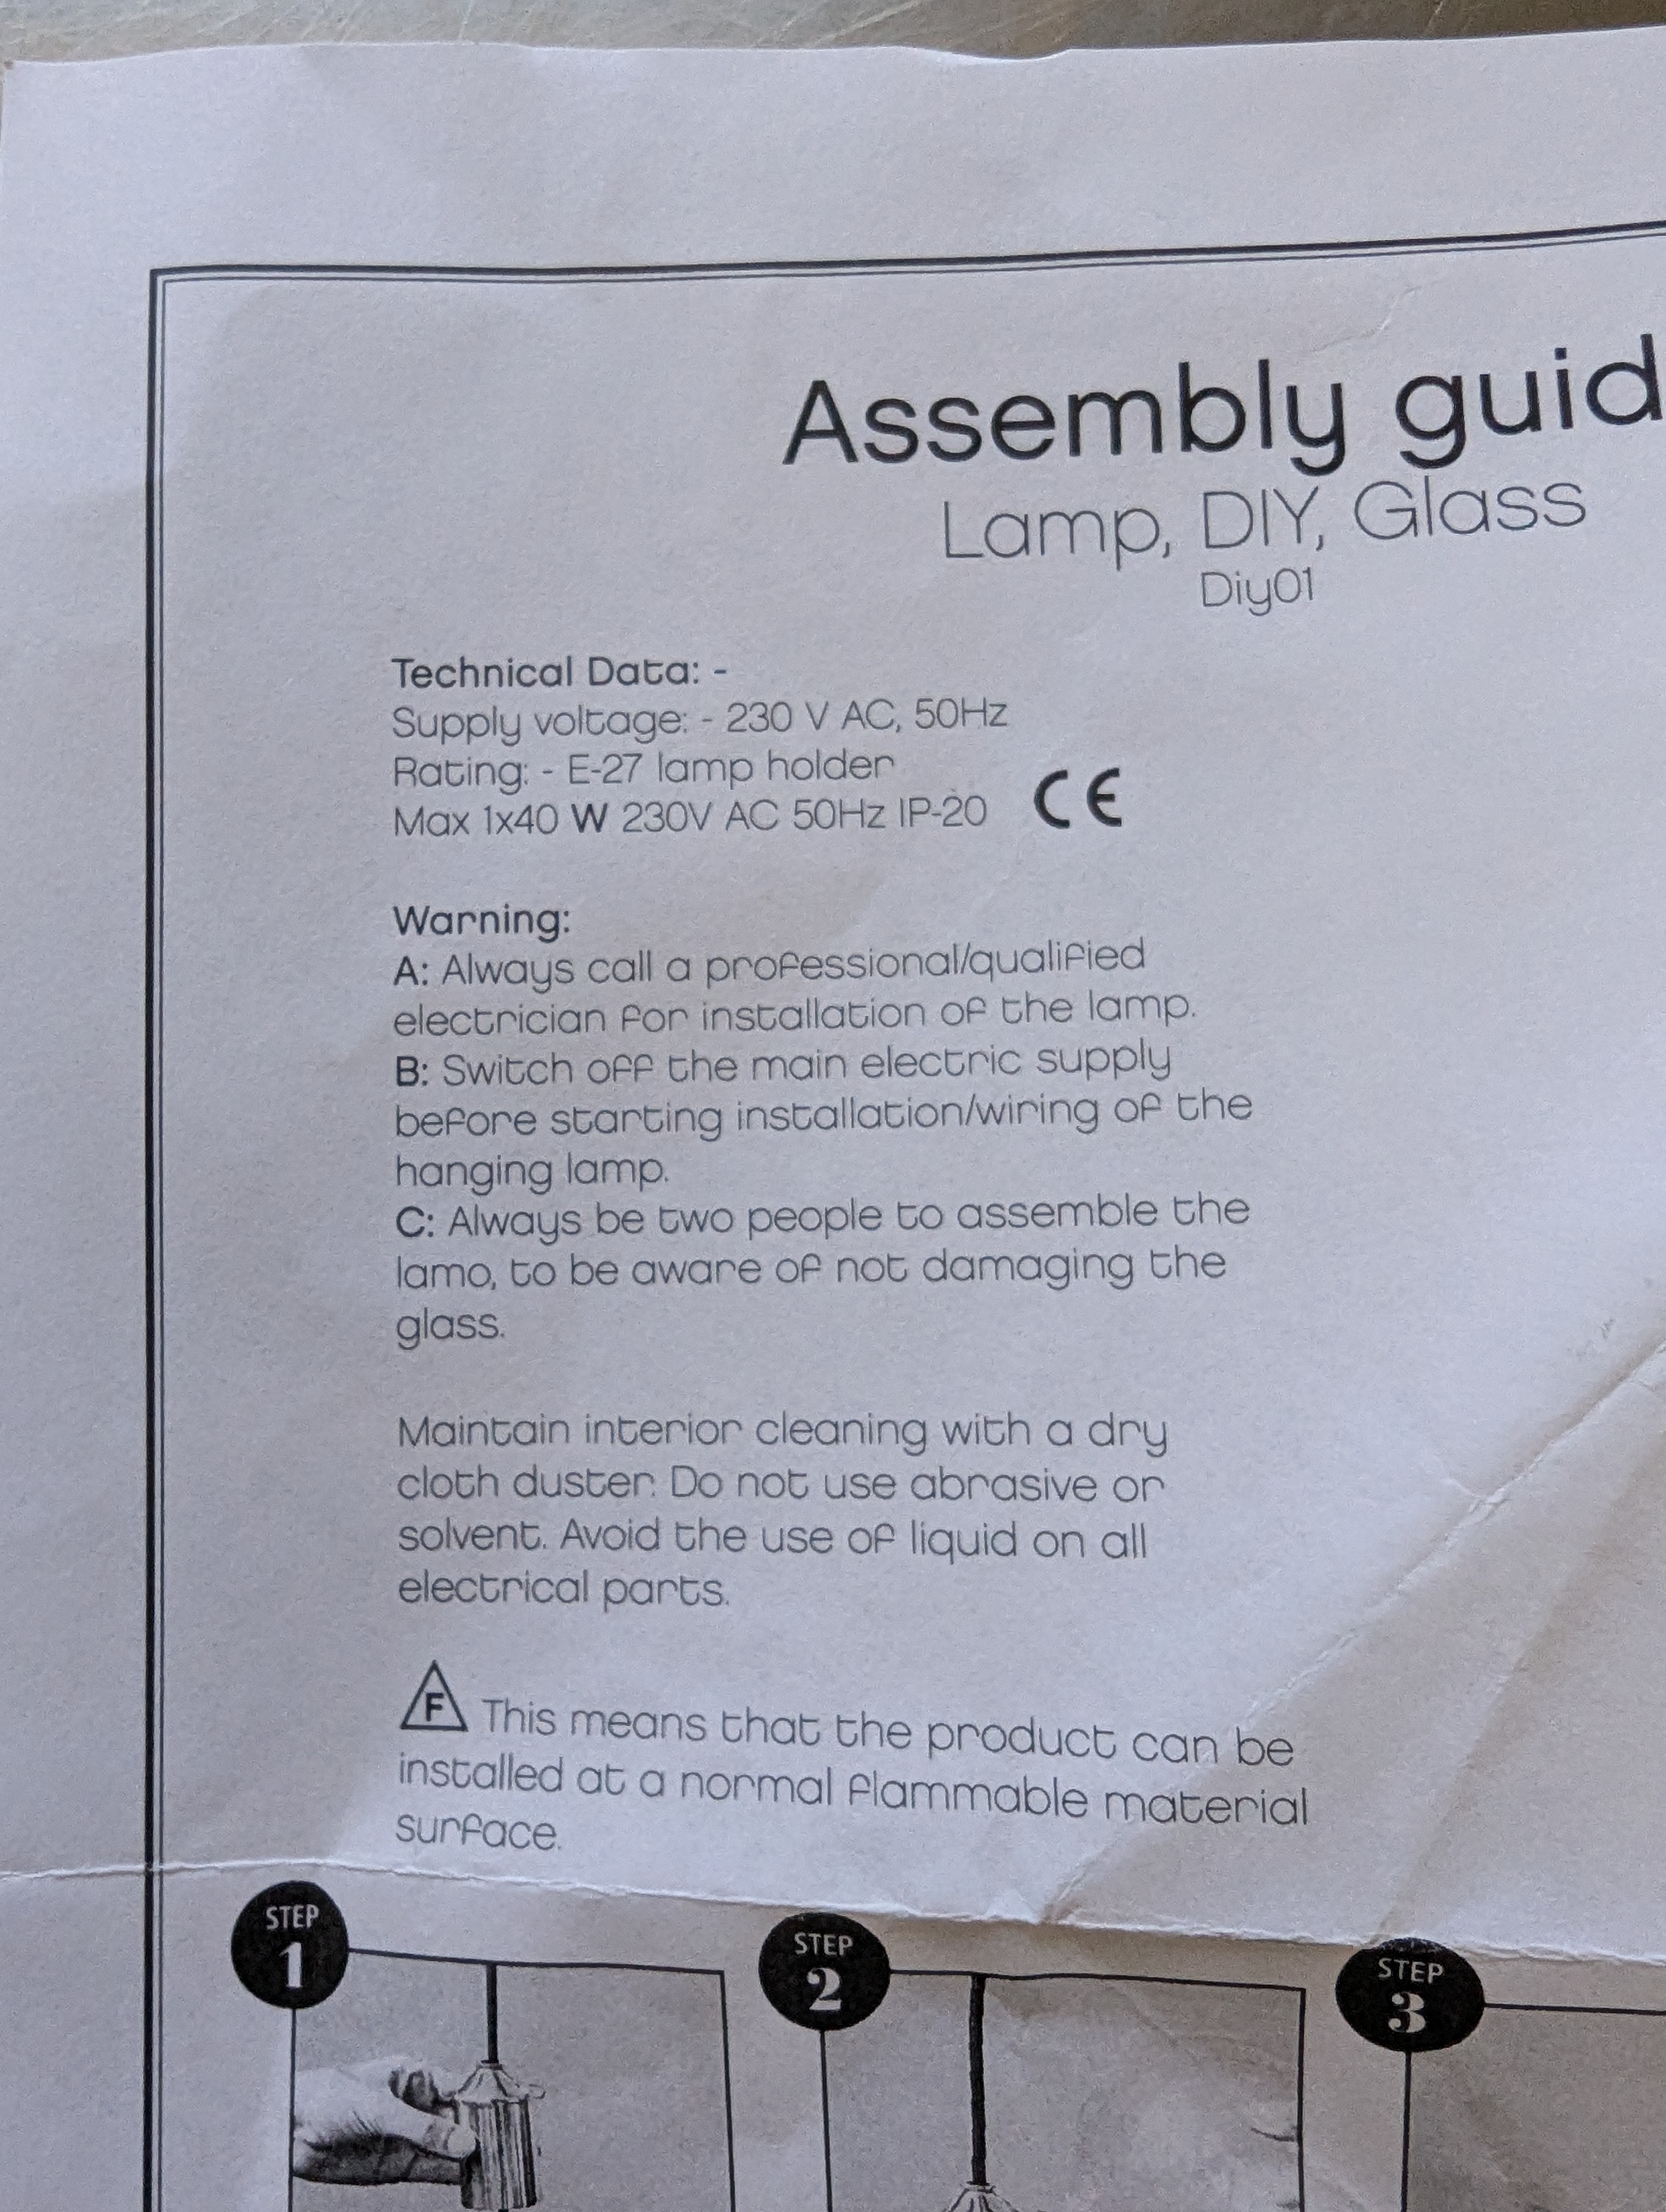 Assembly guid
Lamp, DIY, Glass
Diy01
Technical Data: -
Supply voltage: - 230 V AC, 50Hz
Rating: - E-27 lamp holder
Max 1x40 W 230V AC 50Hz IP-20 CE
Warning:
A: Always call a professional/qualified
electrician for installation of the lamp.
B: Switch off the main electric supply
before starting installation/wiring of the
hanging lamp.
C: Always be two people to assemble the
lamo, to be aware of not damaging the
glass.
Maintain interior cleaning with a dry
cloth duster. Do not use abrasive or
solvent. Avoid the use of liquid on all
electrical parts.
F This means that the product can be
installed at a normal flammable material
surface.
STEP
1
STEP
2
STEP
3